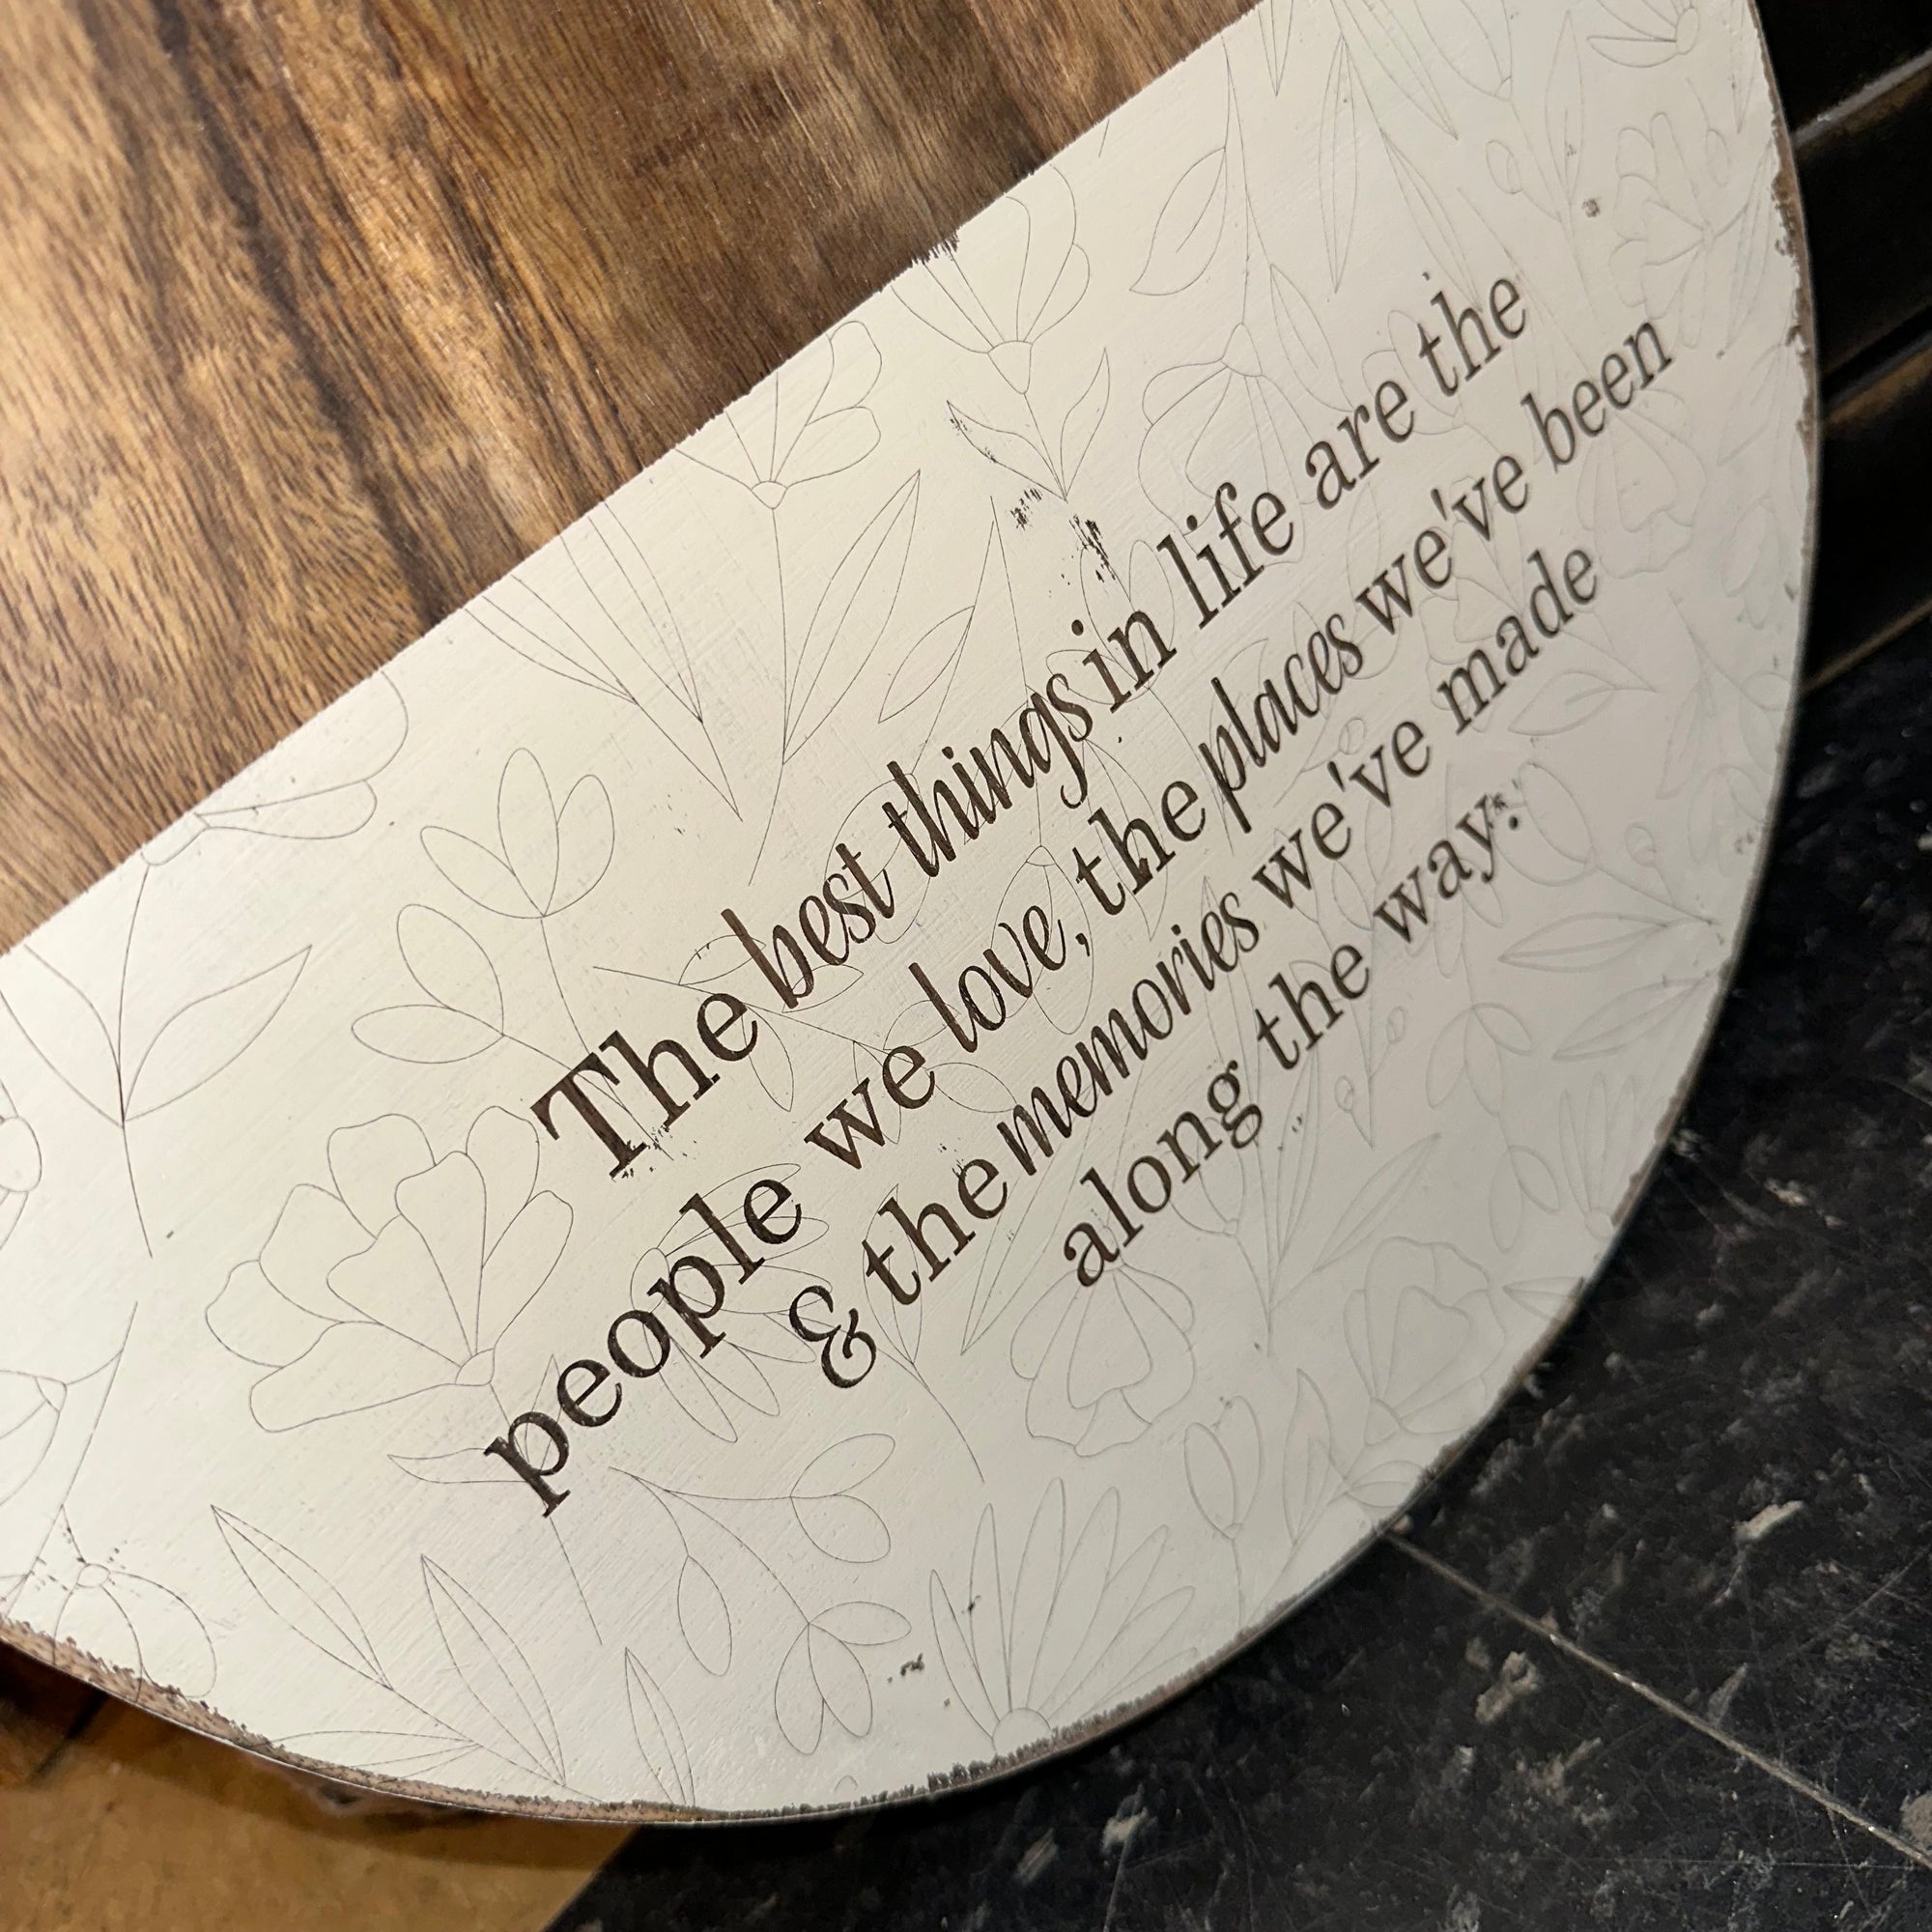 The best things in life are the
people we love, the places we've been
& the memories we've made
along the way.